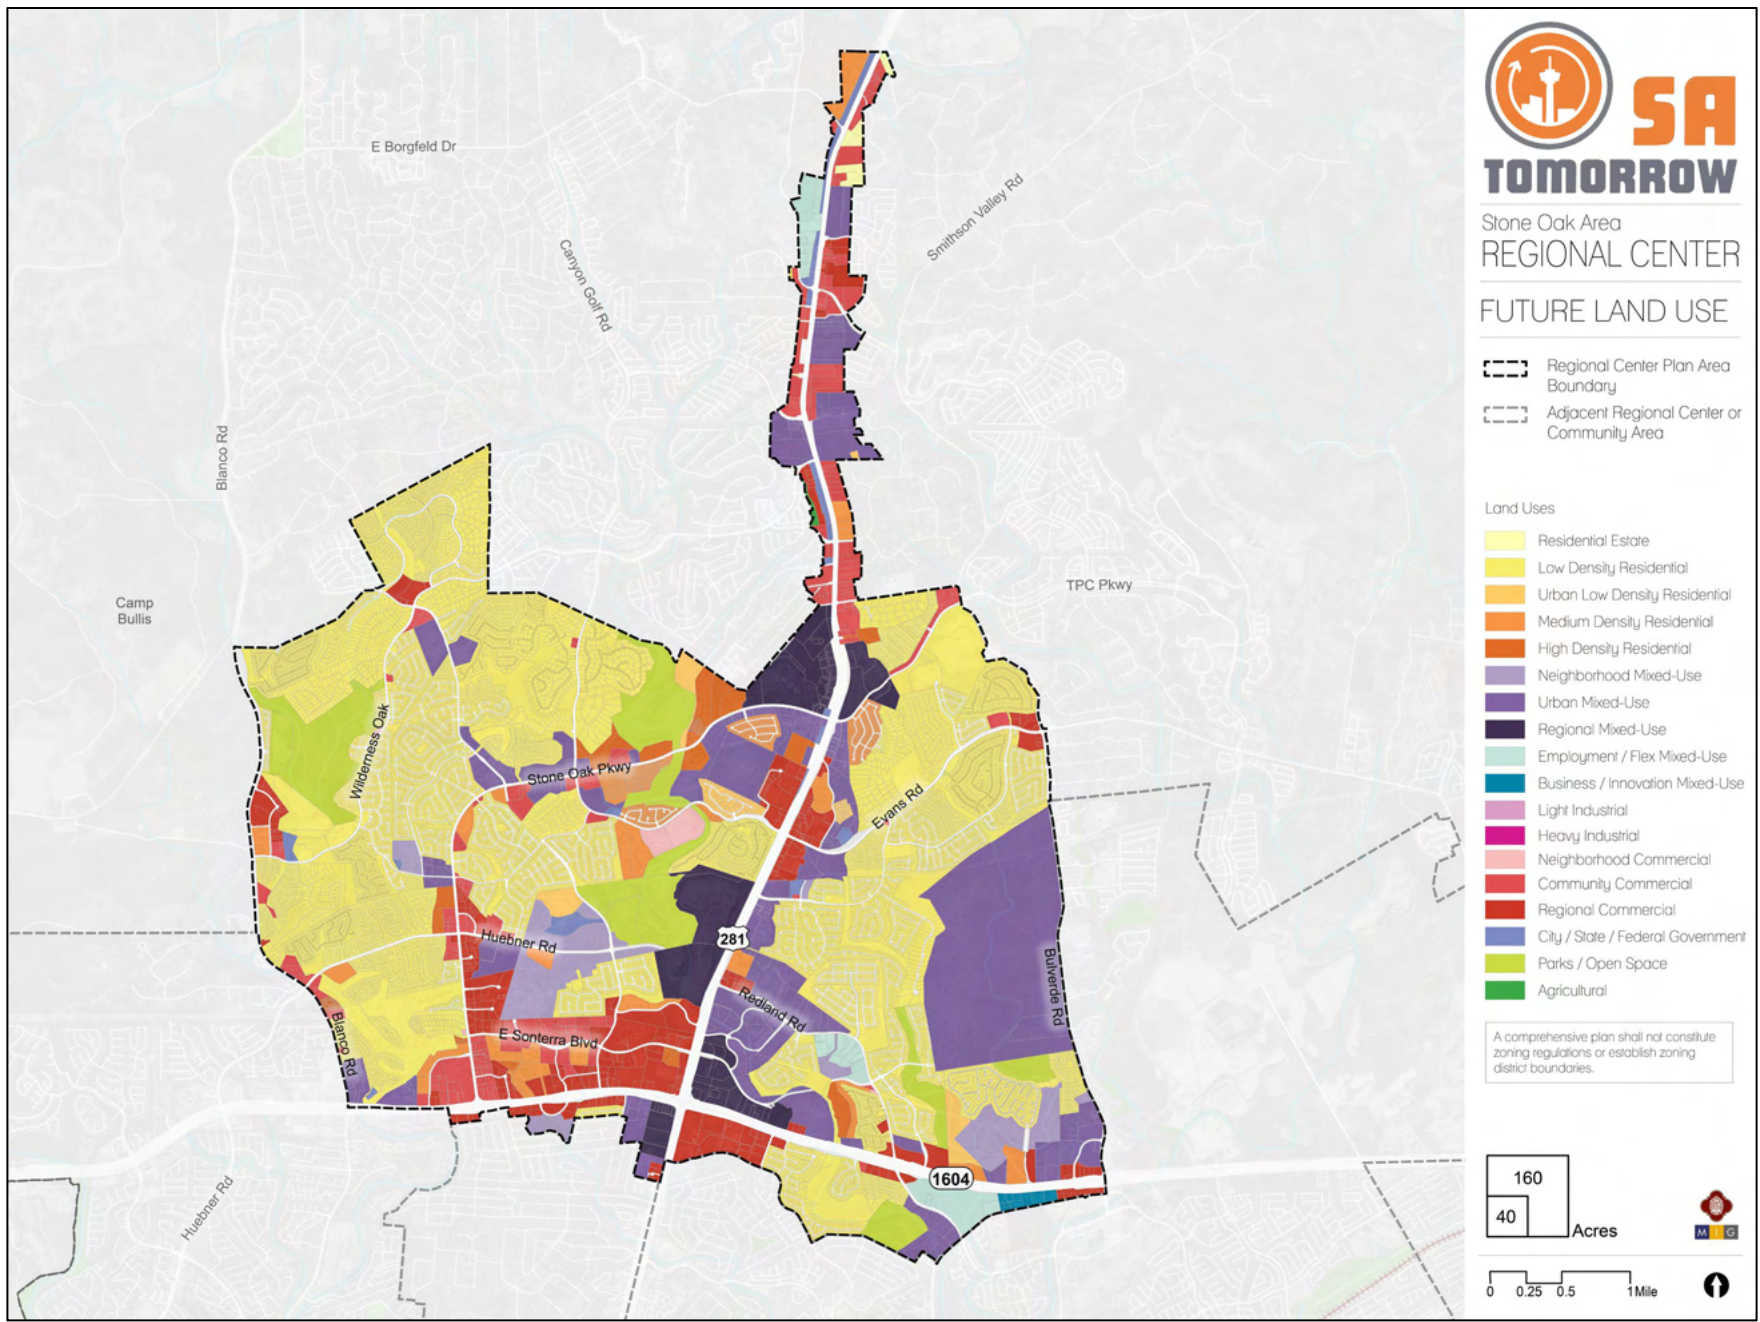 SA
TOMORROW
Stone Oak Area
REGIONAL CENTER
FUTURE LAND USE
Regional Center Plan Area
Boundary
Adjacent Regional Center or
Community Area
Land Uses
Residential Estate
Low Density Residential
Urban Low Density Residential
Medium Density Residential
High Density Residential
Neighborhood Mixed-Use
Urban Mixed-Use
Regional Mixed-Use
Employment / Flex Mixed-Use
Business / Innovation Mixed-Use
Light Industrial
Heavy Industrial
Neighborhood Commercial
Community Commercial
Regional Commercial
City / State / Federal Government
Parks / Open Space
Agricultural
A comprehensive plan shall not constitute
zoning regulations or establish zoning
district boundaries.
160
40
Acres
M I G
0 0.25 0.5 1 Mile
E Borgfeld Dr
Canyon Golf Rd
Smithson Valley Rd
Blanco Rd
TPC Pkwy
Camp
Bullis
Wilderness Oak
Stone Oak Pkwy
Evans Rd
Huebner Rd
281
Redland Rd
Bulverde Rd
E Sonterra Blvd
Blanco Rd
1604
Huebner Rd